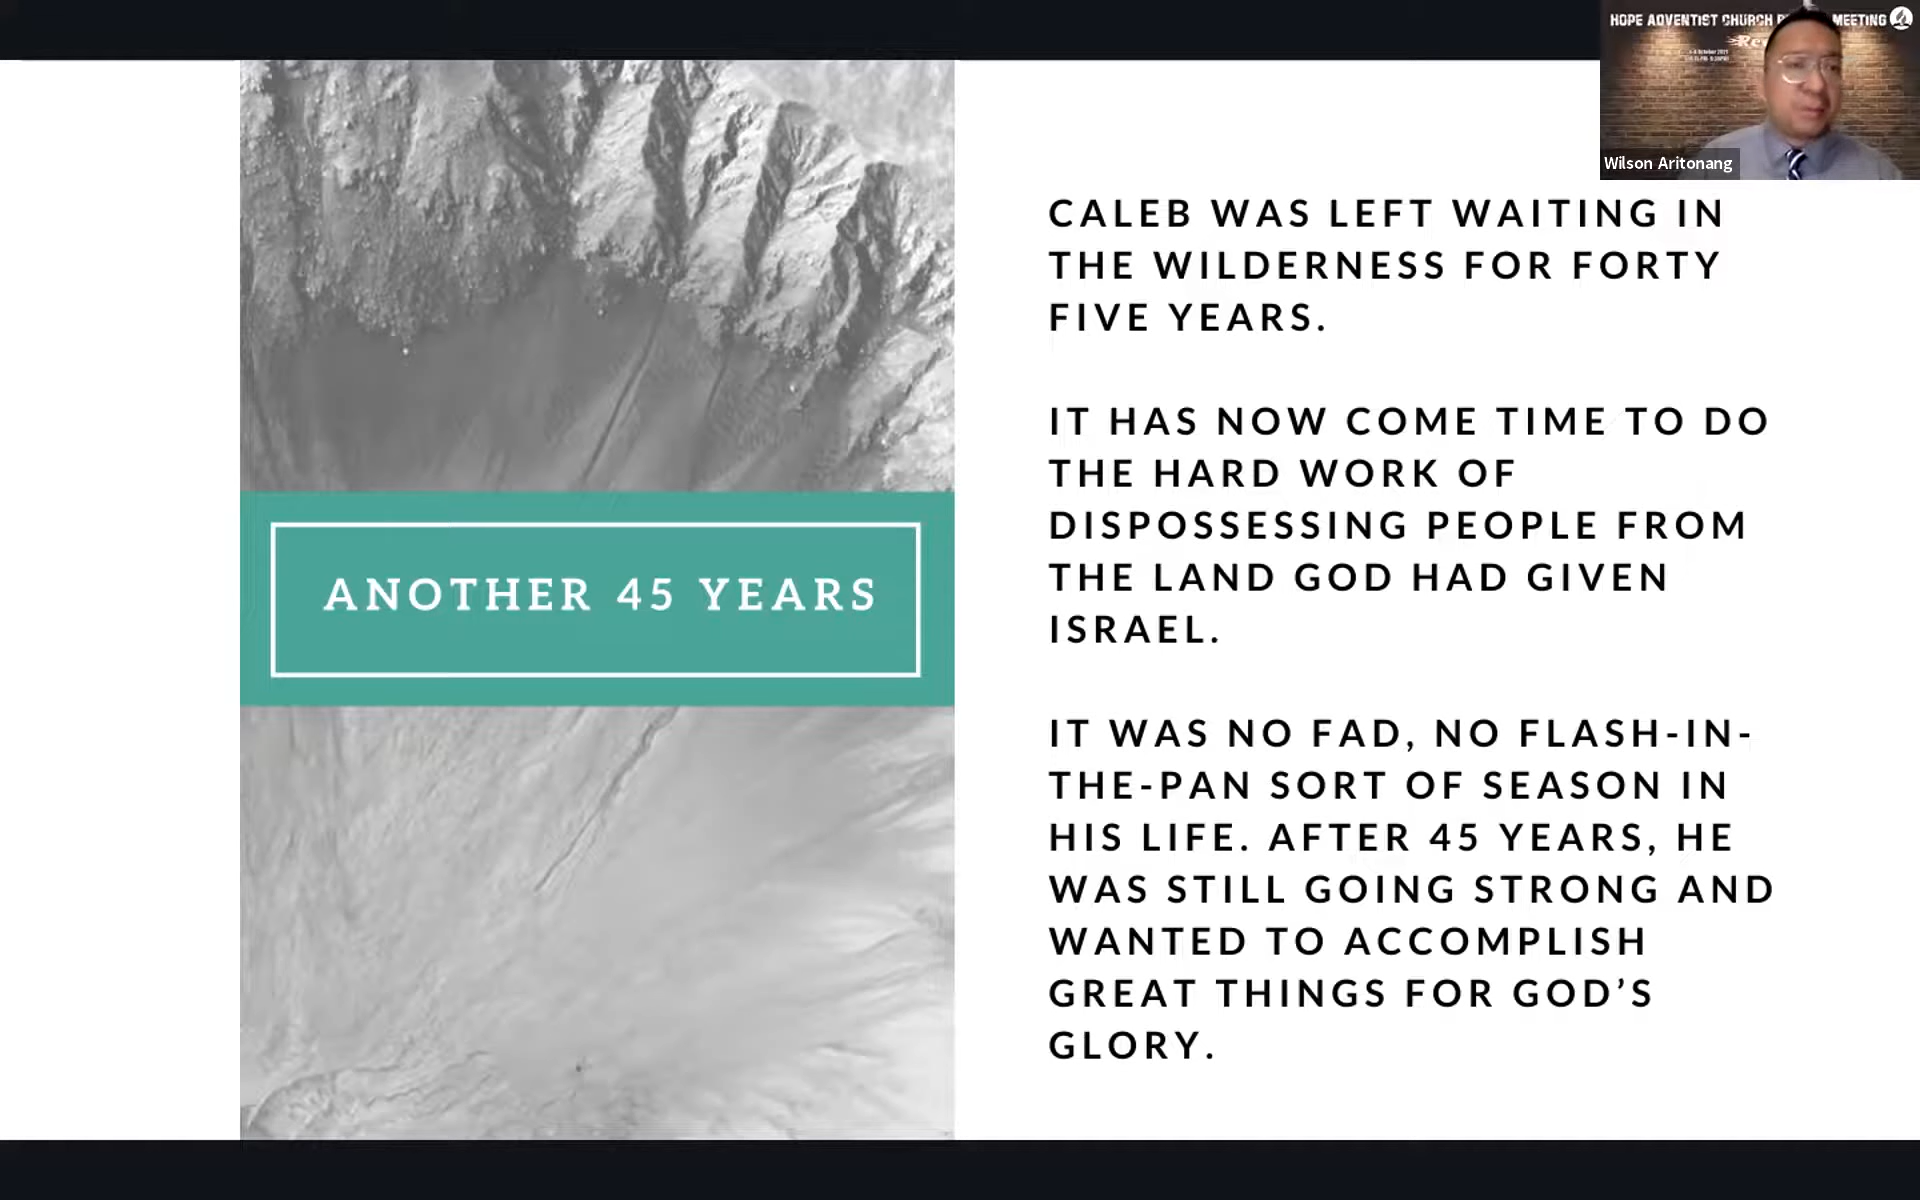 HOPE ADVENTIST CHURCH
MEETING
Wilson Aritonang
ANOTHER 45 YEARS
CALEB WAS LEFT WAITING IN
THE WILDERNESS FOR FORTY
FIVE YEARS.
IT HAS NOW COME TIME TO DO
THE HARD WORK OF
DISPOSSESSING PEOPLE FROM
THE LAND GOD HAD GIVEN
ISRAEL.
IT WAS NO FAD, NO FLASH-IN-
THE-PAN SORT OF SEASON IN
HIS LIFE. AFTER 45 YEARS, HE
WAS STILL GOING STRONG AND
WANTED TO ACCOMPLISH
GREAT THINGS FOR GOD’S
GLORY.